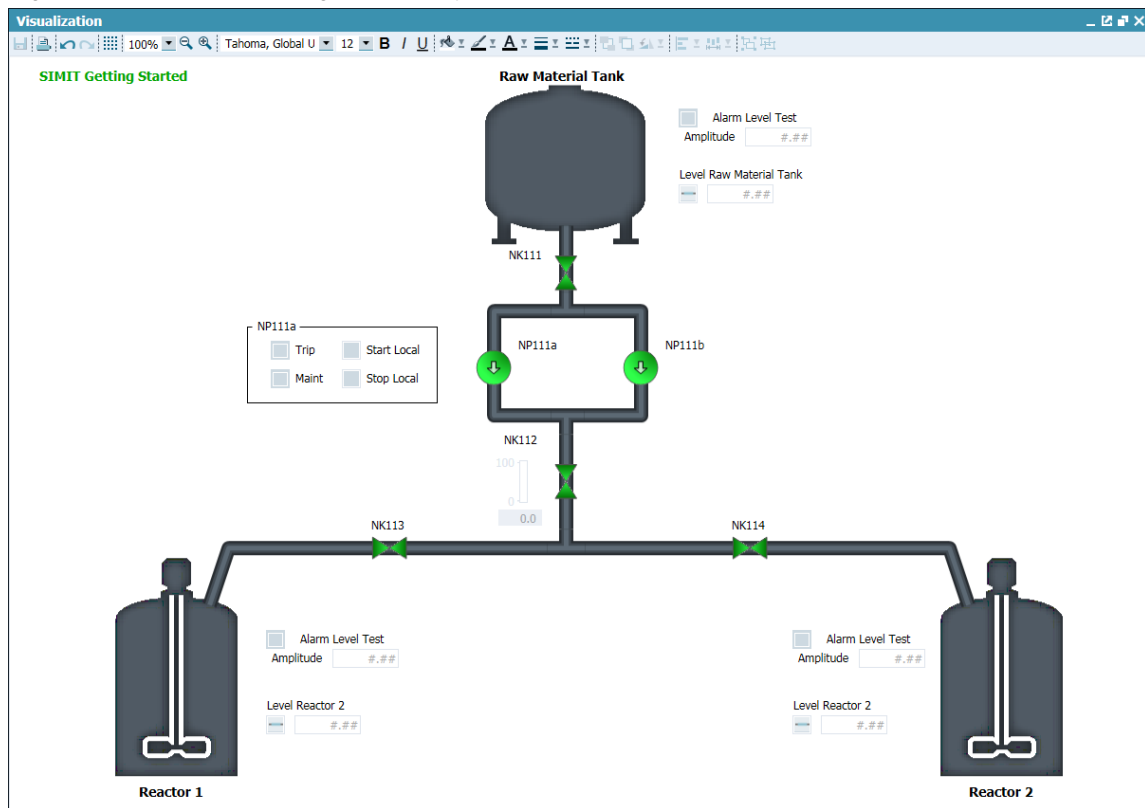 Visualization
100%
Tahoma, Global U
12
B I U
A
SIMIT Getting Started
Raw Material Tank
Alarm Level Test
Amplitude #.##
Level Raw Material Tank
#.##
NK111
NP111a
Trip Start Local
Maint Stop Local
NP111a
NP111b
NK112
100
0
0.0
NK113
NK114
Alarm Level Test
Amplitude #.##
Level Reactor 2
#.##
Alarm Level Test
Amplitude #.##
Level Reactor 2
#.##
Reactor 1
Reactor 2